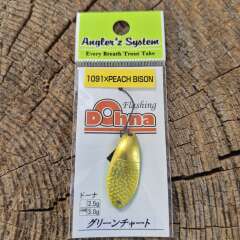 Angler'z System
Every Breath Trout Take
1091×PEACH BISON
Flashing
Dohna
ドーナ
2.5g
3.0g
グリーンチャート